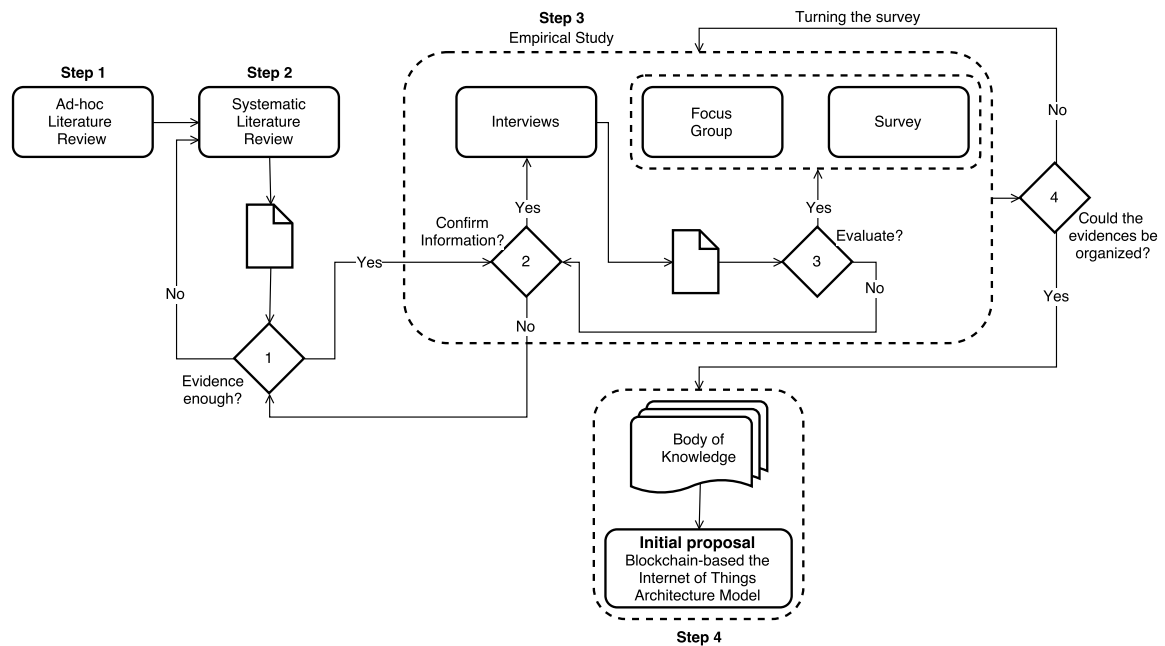 Step 1
Ad-hoc
Literature
Review
Step 2
Systematic
Literature
Review
No
1
Evidence
enough?
Yes
Step 3
Empirical Study
Interviews
Focus
Group
Survey
Yes
Confirm
Information?
2
No
Yes
Evaluate?
3
No
Turning the survey
No
4
Could the
evidences be
organized?
Yes
Body of
Knowledge
Initial proposal
Blockchain-based the
Internet of Things
Architecture Model
Step 4